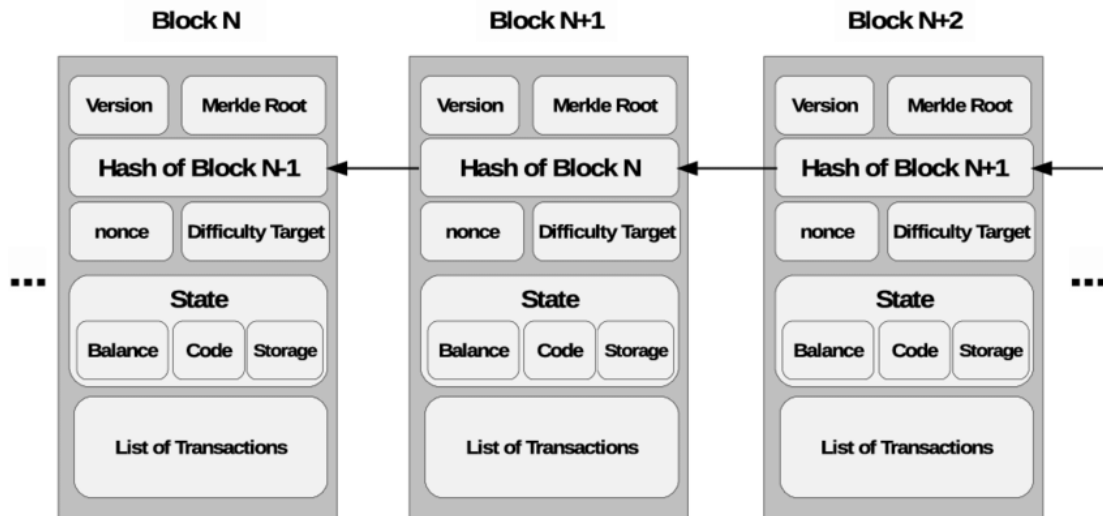 Block N
Block N+1
Block N+2
Version
Merkle Root
Version
Merkle Root
Version
Merkle Root
Hash of Block N-1
Hash of Block N
Hash of Block N+1
nonce
Difficulty Target
nonce
Difficulty Target
nonce
Difficulty Target
...
...
State
State
State
Balance
Code
Storage
Balance
Code
Storage
Balance
Code
Storage
List of Transactions
List of Transactions
List of Transactions